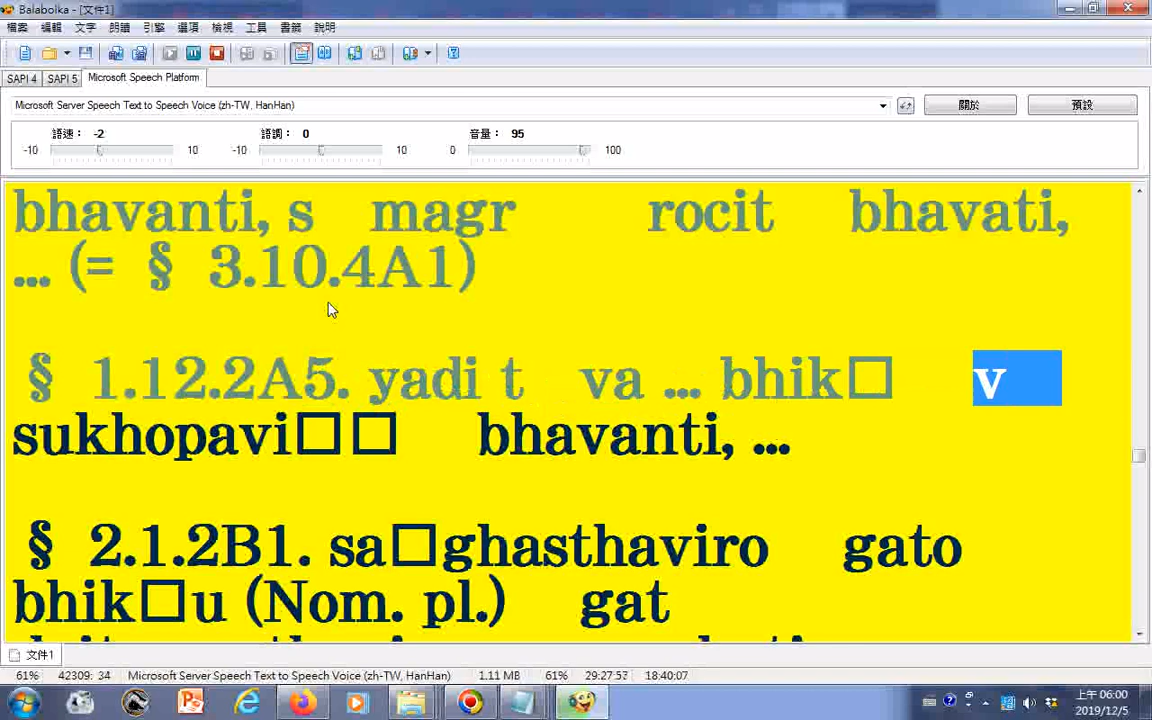 Balabolka - [文件1]
檔案 編輯 文字 朗讀 引擎 選項 檢視 工具 書籤 說明
SAPI 4 SAPI 5 Microsoft Speech Platform
Microsoft Server Speech Text to Speech Voice (zh-TW, HanHan) 關於 預設
語速： -2 語調： 0 音量： 95
-10 10 -10 10 0 100
bhavanti, s magr rocit bhavati,
... (= § 3.10.4A1)
§ 1.12.2A5. yadi t va ... bhik□ v
sukhopavi□□ bhavanti, ...
§ 2.1.2B1. sa□ghasthaviro gato
bhik□u (Nom. pl.) gat
文件1
61% 42309: 34 Microsoft Server Speech Text to Speech Voice (zh-TW, HanHan) 1.11 MB 61% 29:27:53 18:40:07
上午 06:00
2019/12/5